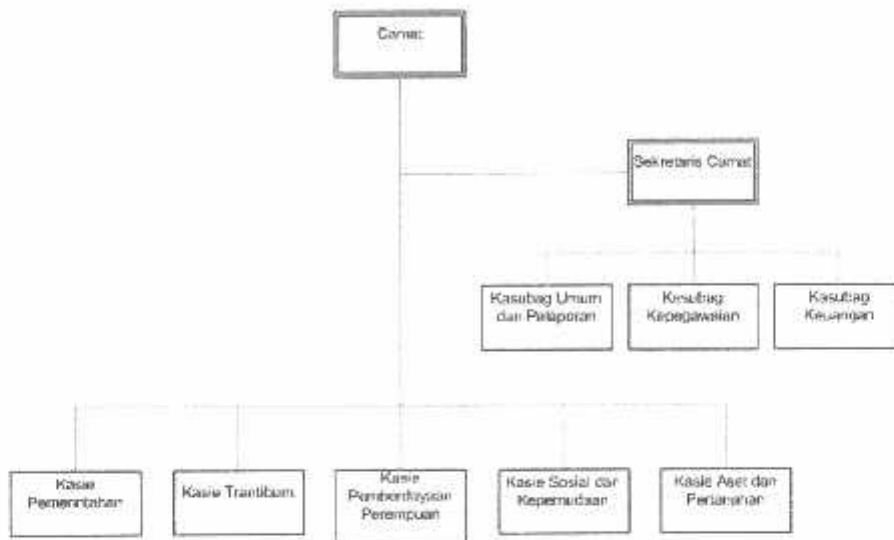 Camat
Sekretaris Camat
Kasubag Umum
dan Pelaporan
Kasubag
Kepegawaian
Kasubag
Keuangan
Kasie
Pemerintahan
Kasie Trantibum
Kasie
Pemberdayaan
Perempuan
Kasie Sosial dan
Kepemudaan
Kasie Aset dan
Pertanahan